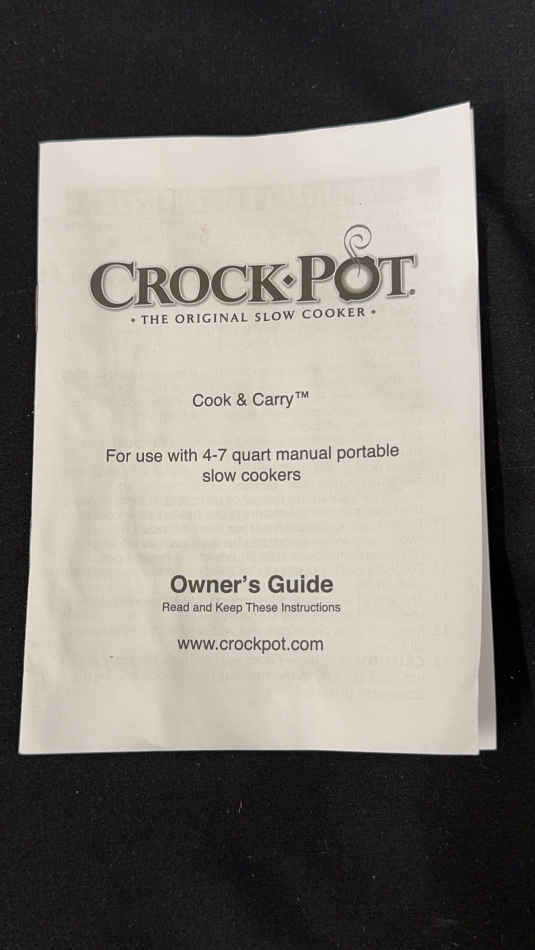 CROCK•POT®
• THE ORIGINAL SLOW COOKER •
Cook & Carry™
For use with 4-7 quart manual portable
slow cookers
Owner's Guide
Read and Keep These Instructions
www.crockpot.com